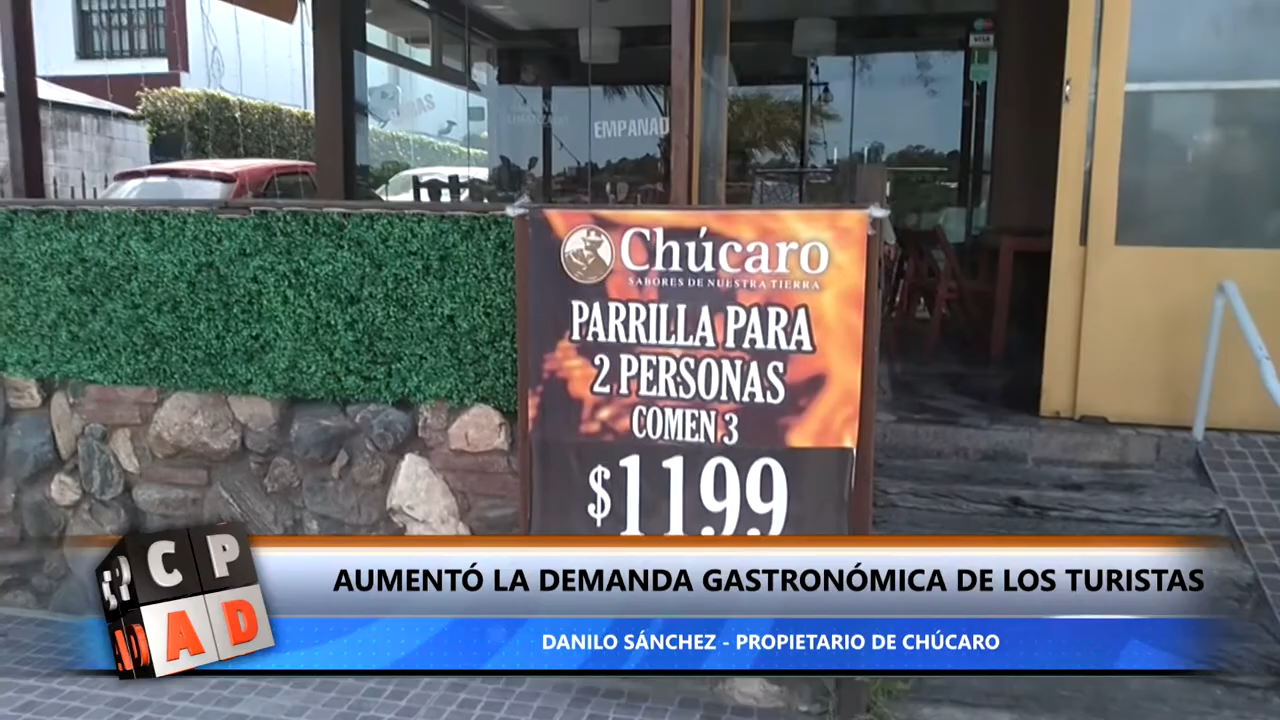 VISA
EMPANAD
Chúcaro
SABORES DE NUESTRA TIERRA
PARRILLA PARA
2 PERSONAS
COMEN 3
$1199
CP
AD
AUMENTÓ LA DEMANDA GASTRONÓMICA DE LOS TURISTAS
DANILO SÁNCHEZ - PROPIETARIO DE CHÚCARO